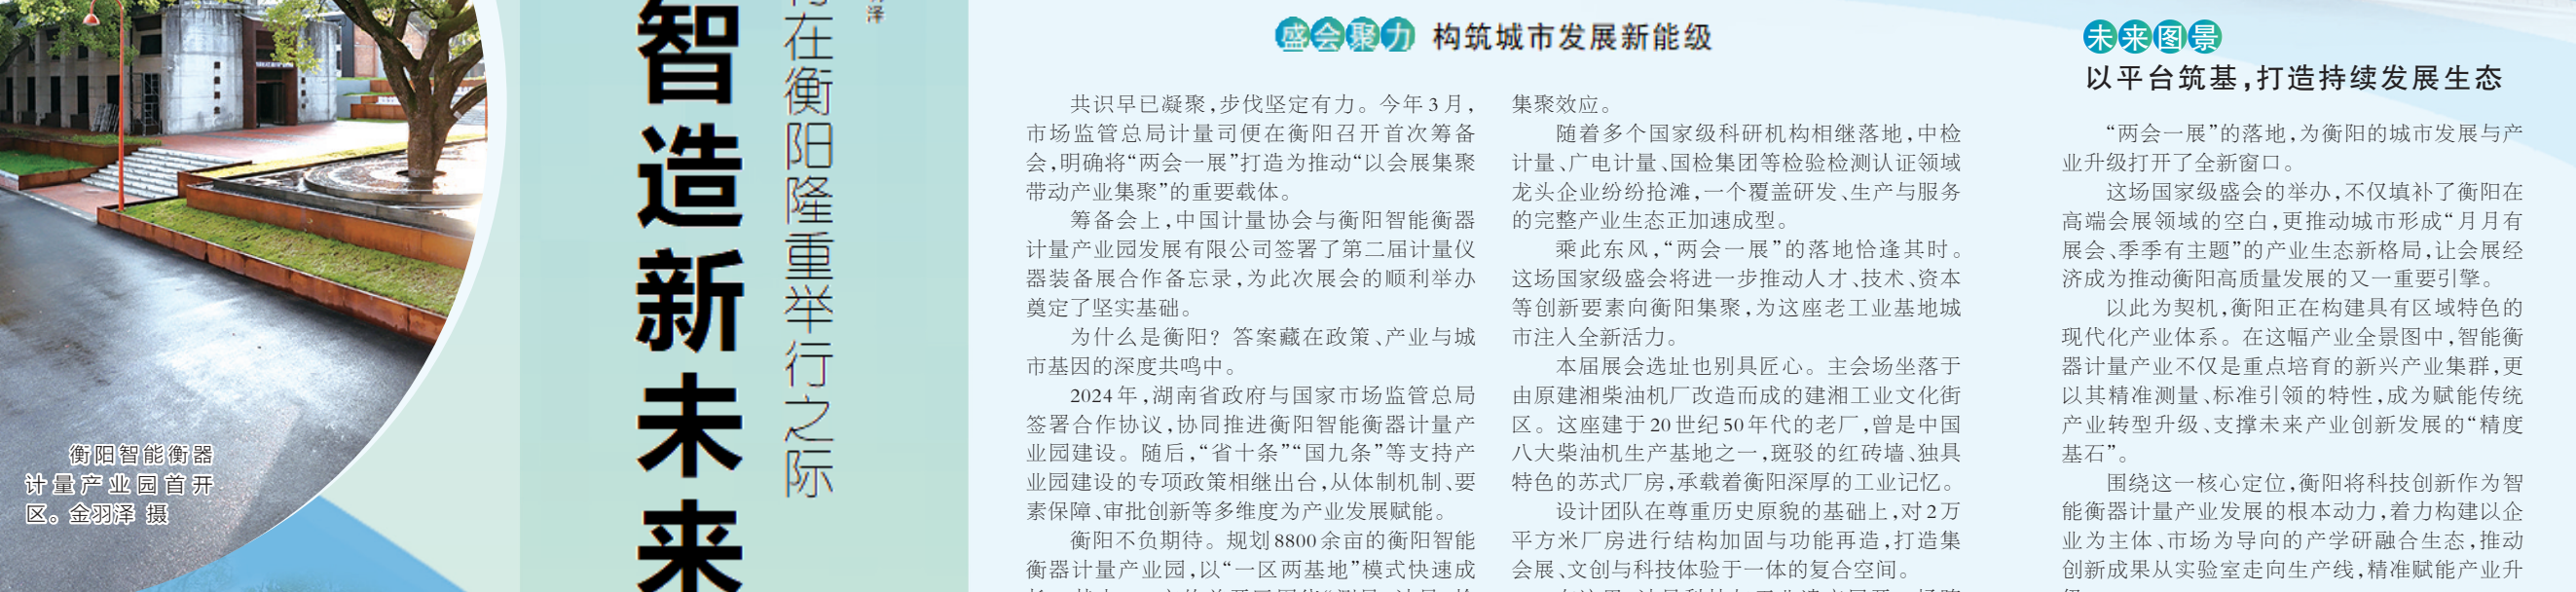 衡阳智能衡器
计量产业园首开
区。金羽泽 摄
智造新未来
在衡阳隆重举行之际
泽
盛会聚力 构筑城市发展新能级
共识早已凝聚,步伐坚定有力。今年3月,
市场监管总局计量司便在衡阳召开首次筹备
会,明确将“两会一展”打造为推动“以会展集聚
带动产业集聚”的重要载体。
筹备会上,中国计量协会与衡阳智能衡器
计量产业园发展有限公司签署了第二届计量仪
器装备展合作备忘录,为此次展会的顺利举办
奠定了坚实基础。
为什么是衡阳?答案藏在政策、产业与城
市基因的深度共鸣中。
2024年,湖南省政府与国家市场监管总局
签署合作协议,协同推进衡阳智能衡器计量产
业园建设。随后,“省十条”“国九条”等支持产
业园建设的专项政策相继出台,从体制机制、要
素保障、审批创新等多维度为产业发展赋能。
衡阳不负期待。规划8800余亩的衡阳智能
衡器计量产业园,以“一区两基地”模式快速成
集聚效应。
随着多个国家级科研机构相继落地,中检
计量、广电计量、国检集团等检验检测认证领域
龙头企业纷纷抢滩,一个覆盖研发、生产与服务
的完整产业生态正加速成型。
乘此东风,“两会一展”的落地恰逢其时。
这场国家级盛会将进一步推动人才、技术、资本
等创新要素向衡阳集聚,为这座老工业基地城
市注入全新活力。
本届展会选址也别具匠心。主会场坐落于
由原建湘柴油机厂改造而成的建湘工业文化街
区。这座建于20世纪50年代的老厂,曾是中国
八大柴油机生产基地之一,斑驳的红砖墙、独具
特色的苏式厂房,承载着衡阳深厚的工业记忆。
设计团队在尊重历史原貌的基础上,对2万
平方米厂房进行结构加固与功能再造,打造集
会展、文创与科技体验于一体的复合空间。
未来图景
以平台筑基,打造持续发展生态
“两会一展”的落地,为衡阳的城市发展与产
业升级打开了全新窗口。
这场国家级盛会的举办,不仅填补了衡阳在
高端会展领域的空白,更推动城市形成“月月有
展会、季季有主题”的产业生态新格局,让会展经
济成为推动衡阳高质量发展的又一重要引擎。
以此为契机,衡阳正在构建具有区域特色的
现代化产业体系。在这幅产业全景图中,智能衡
器计量产业不仅是重点培育的新兴产业集群,更
以其精准测量、标准引领的特性,成为赋能传统
产业转型升级、支撑未来产业创新发展的“精度
基石”。
围绕这一核心定位,衡阳将科技创新作为智
能衡器计量产业发展的根本动力,着力构建以企
业为主体、市场为导向的产学研融合生态,推动
创新成果从实验室走向生产线,精准赋能产业升